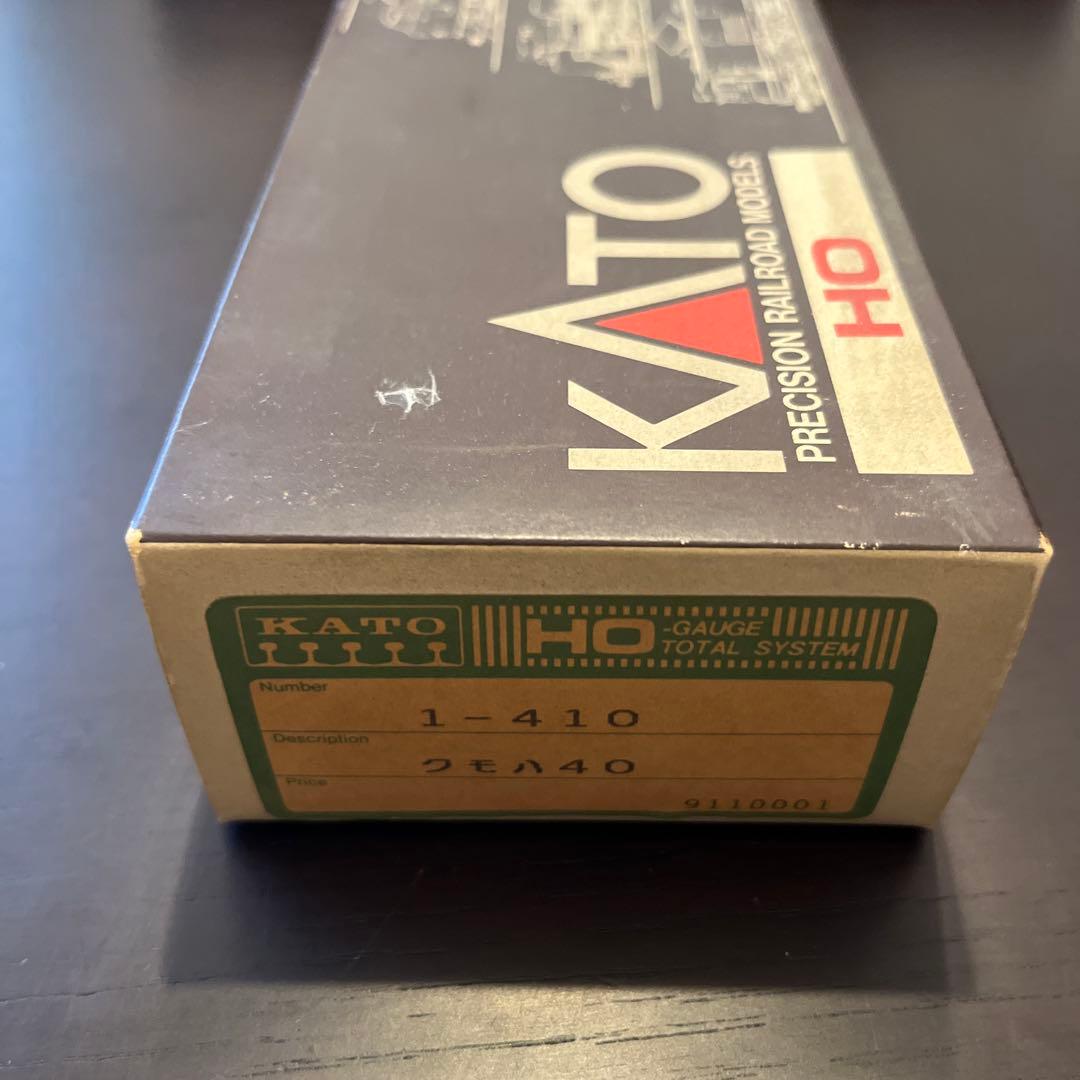 KATO
PRECISION RAILROAD MODELS
HO
KATO
HO-GAUGE
TOTAL SYSTEM
Number
1-410
Description
クモハ40
Price
9110001